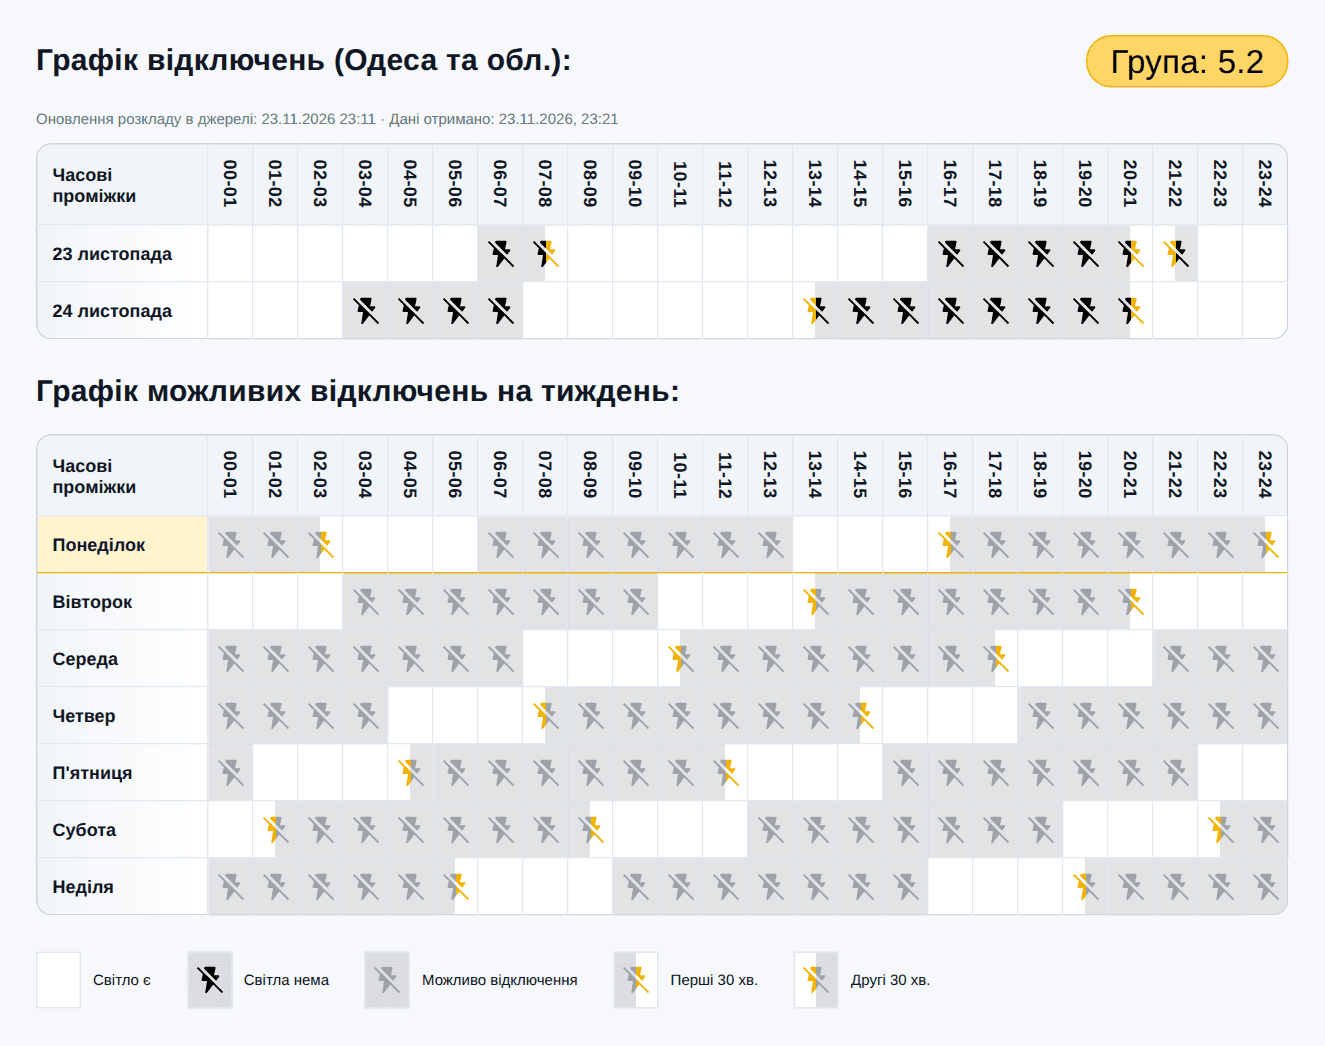 Графік відключень (Одеса та обл.):
Група: 5.2
Оновлення розкладу в джерелі: 23.11.2026 23:11 · Дані отримано: 23.11.2026, 23:21
Часові проміжки 00-01 01-02 02-03 03-04 04-05 05-06 06-07 07-08 08-09 09-10 10-11 11-12 12-13 13-14 14-15 15-16 16-17 17-18 18-19 19-20 20-21 21-22 22-23 23-24
23 листопада
24 листопада
Графік можливих відключень на тиждень:
Часові проміжки 00-01 01-02 02-03 03-04 04-05 05-06 06-07 07-08 08-09 09-10 10-11 11-12 12-13 13-14 14-15 15-16 16-17 17-18 18-19 19-20 20-21 21-22 22-23 23-24
Понеділок
Вівторок
Середа
Четвер
П'ятниця
Субота
Неділя
Світло є Світла нема Можливо відключення Перші 30 хв. Другі 30 хв.